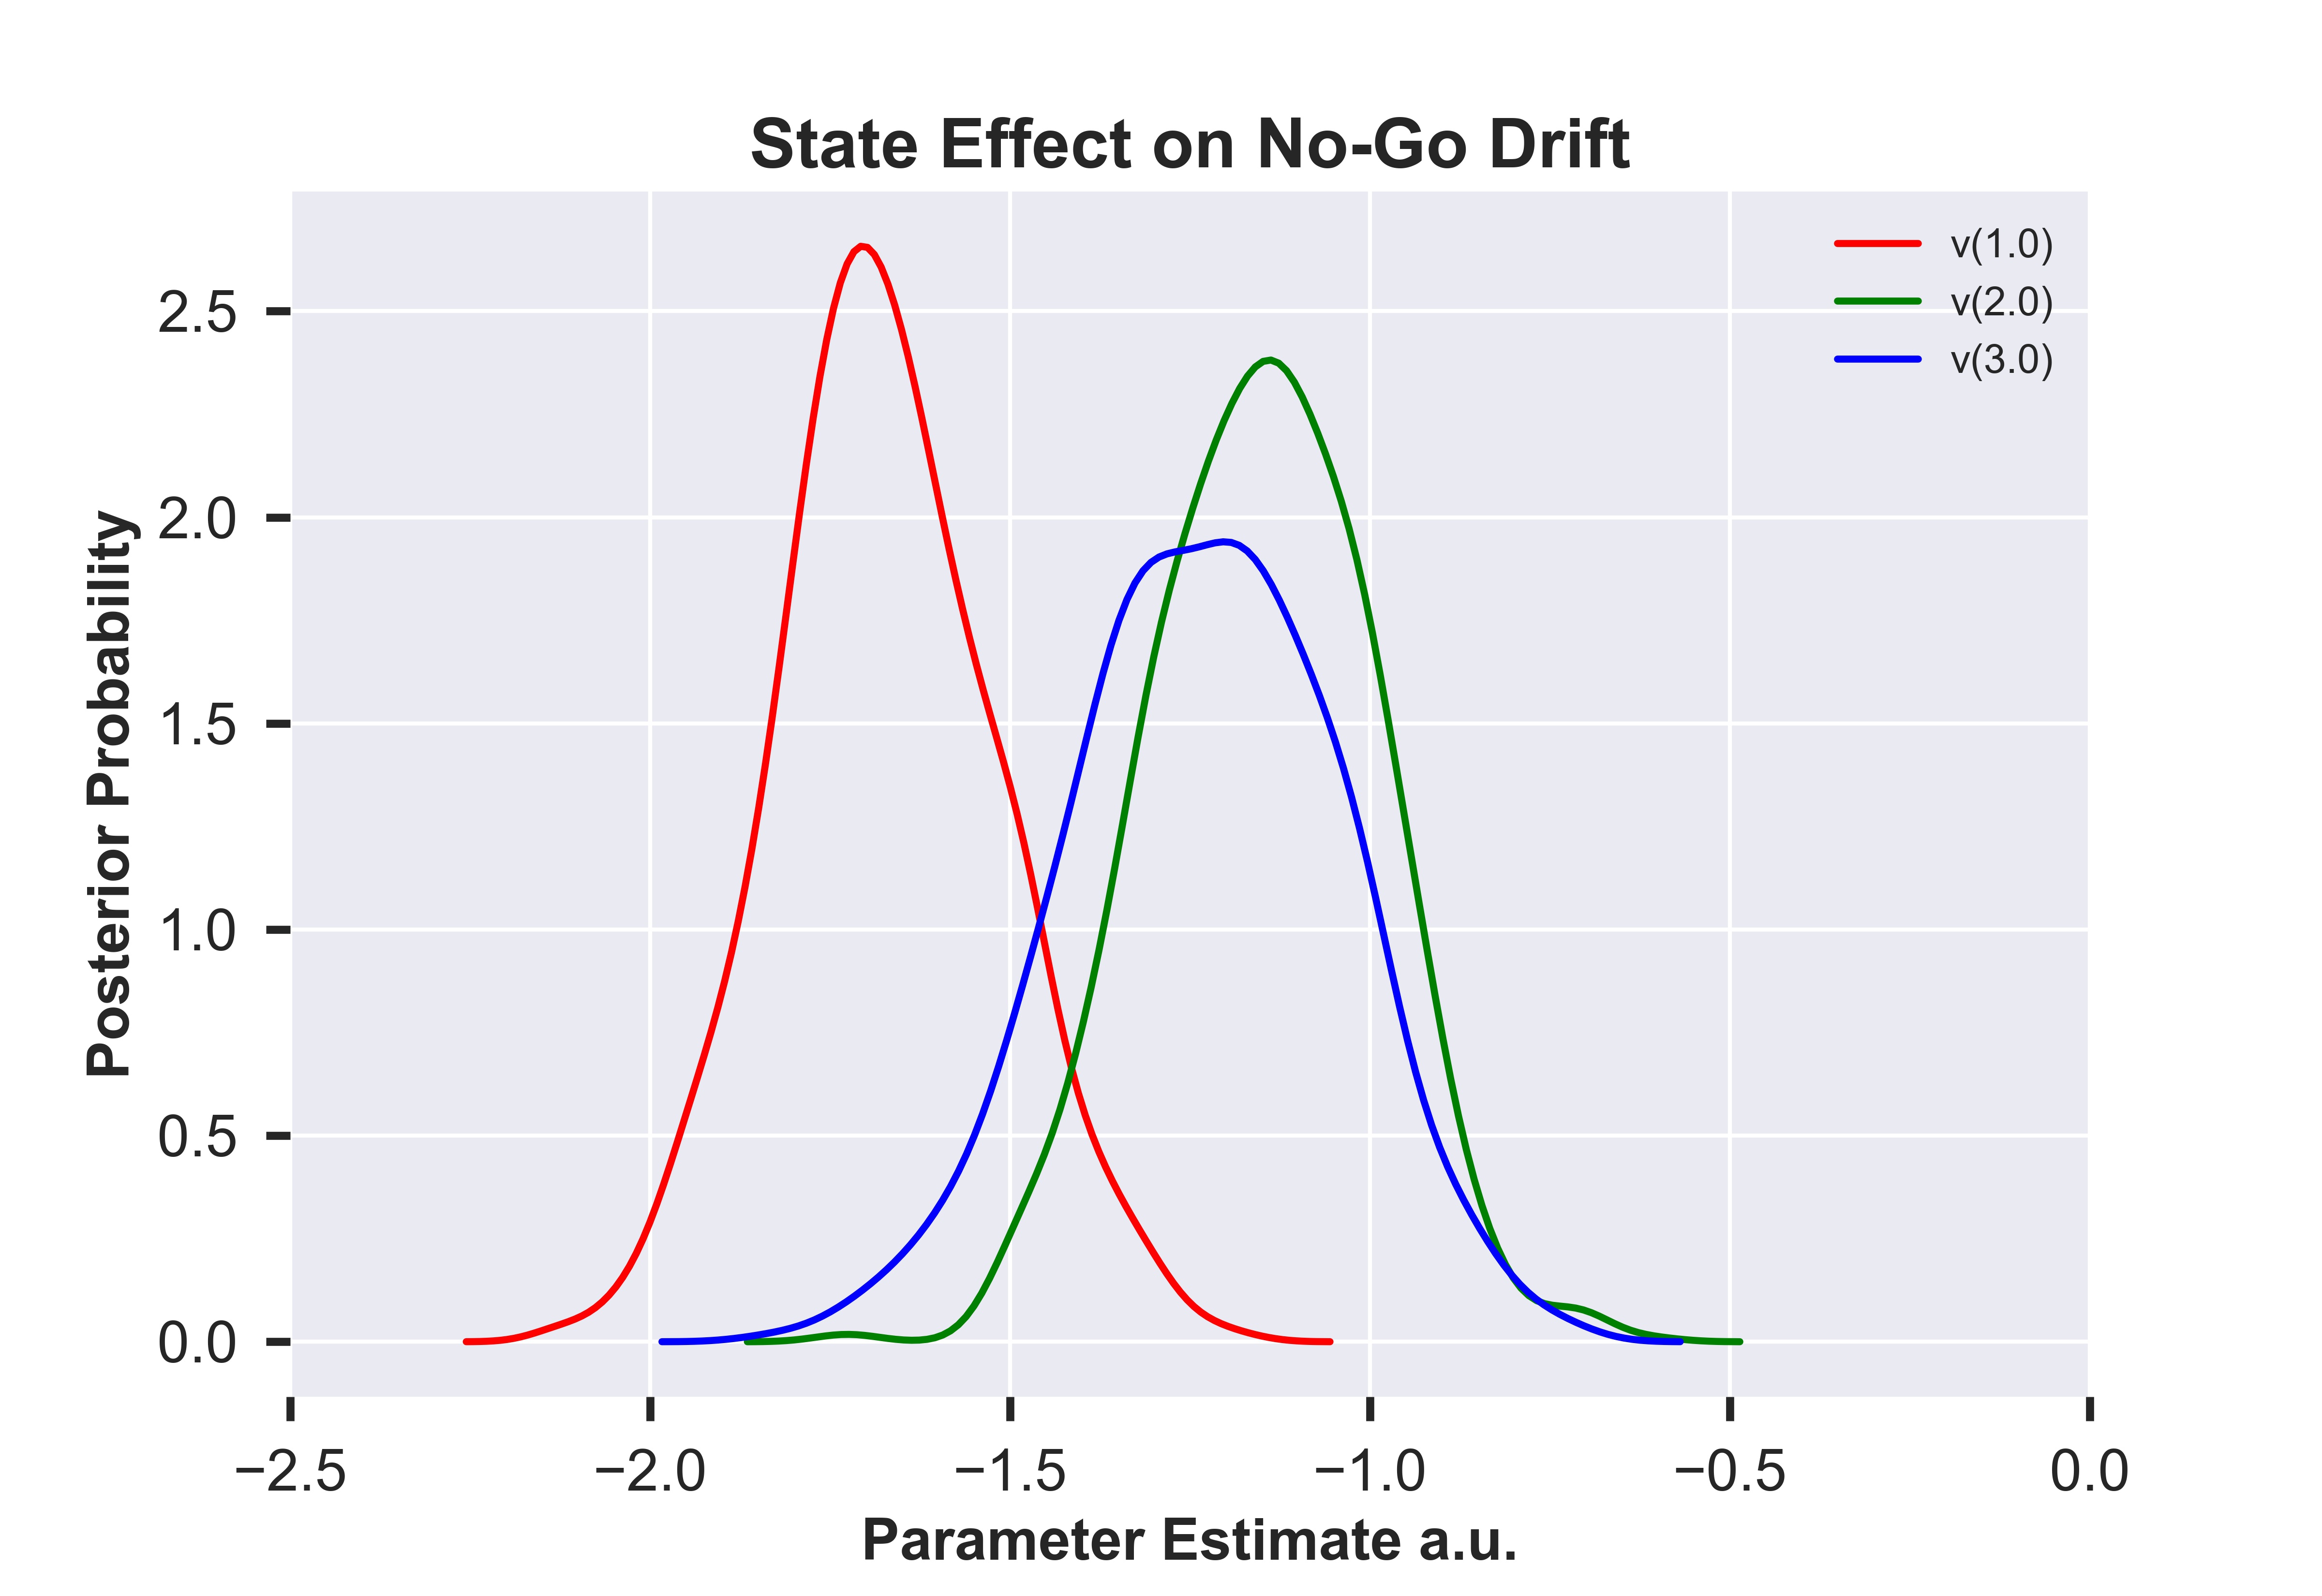 State Effect on No-Go Drift
v(1.0)
v(2.0)
v(3.0)
Posterior Probability
2.5
2.0
1.5
1.0
0.5
0.0
−2.5 −2.0 −1.5 −1.0 −0.5 0.0
Parameter Estimate a.u.